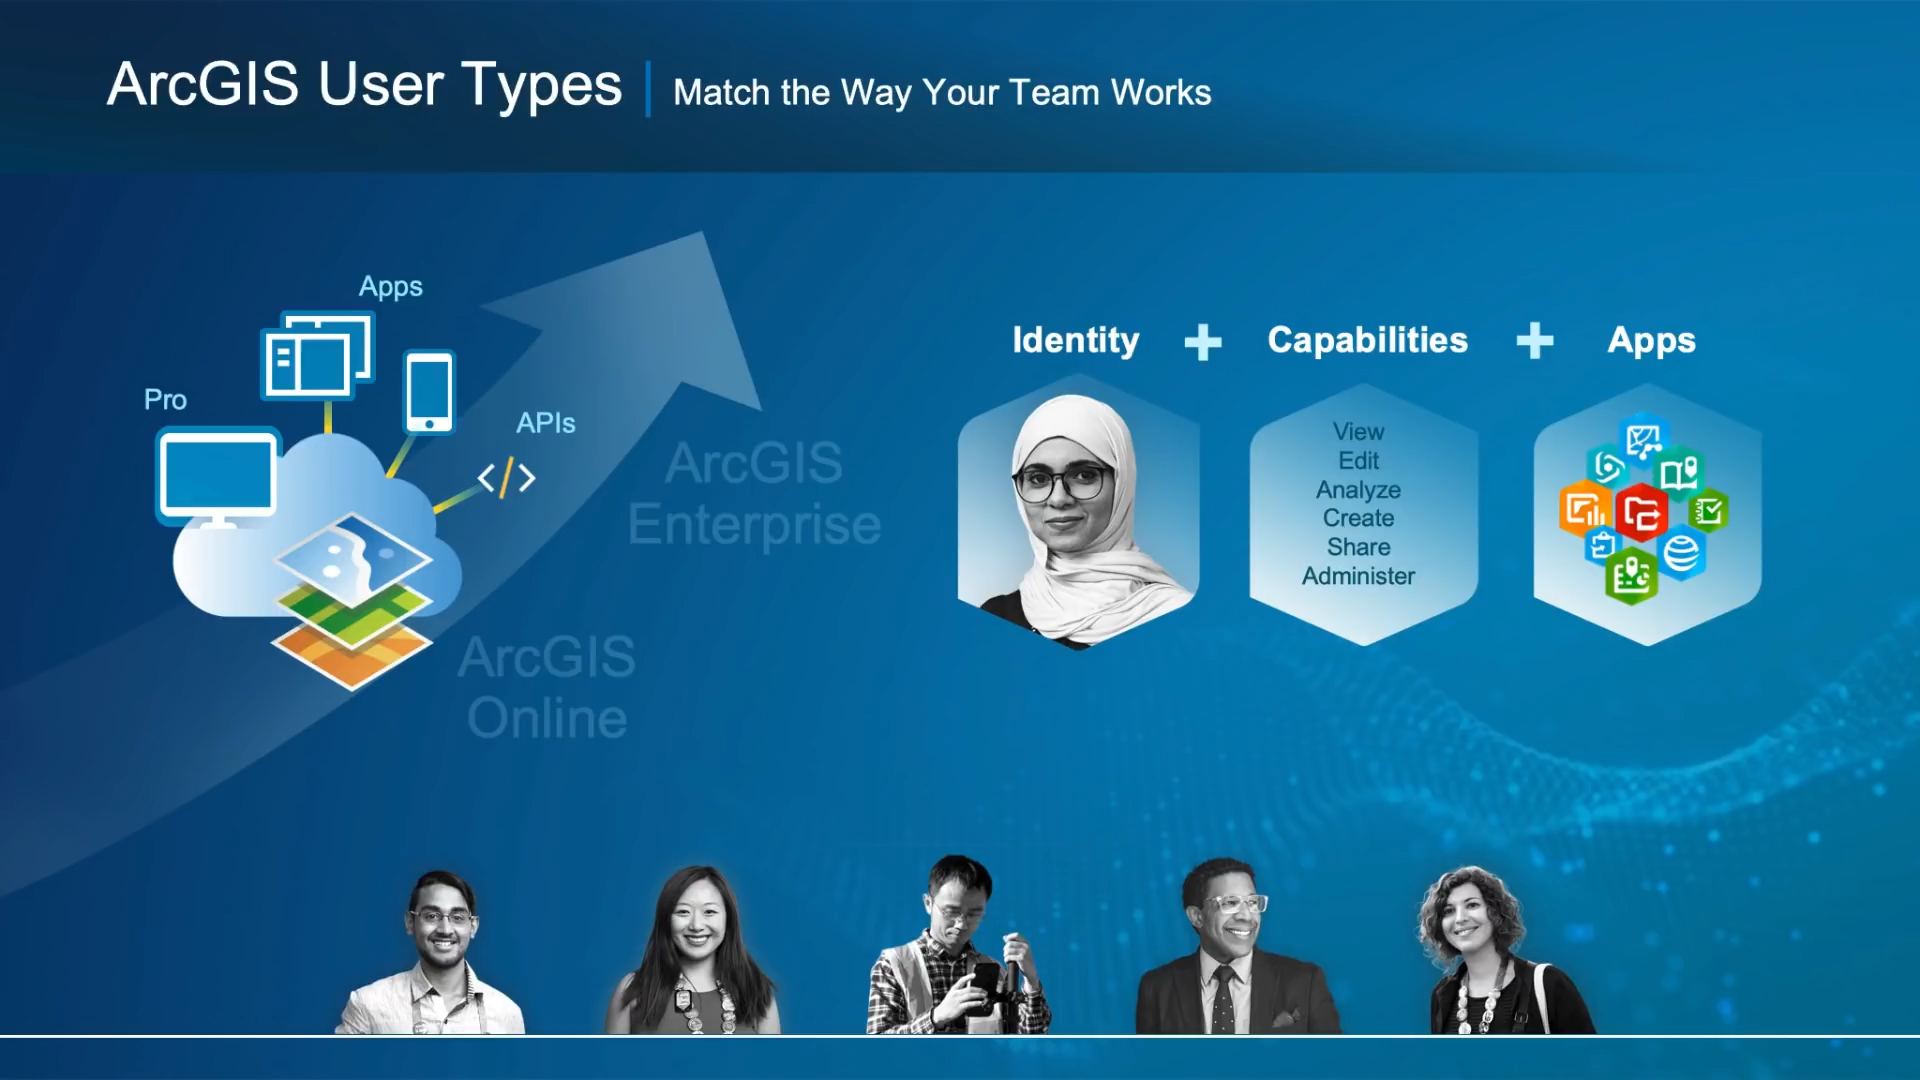 ArcGIS User Types | Match the Way Your Team Works
Apps
Pro
APIs
</>
ArcGIS
Enterprise
ArcGIS
Online
Identity + Capabilities + Apps
View
Edit
Analyze
Create
Share
Administer